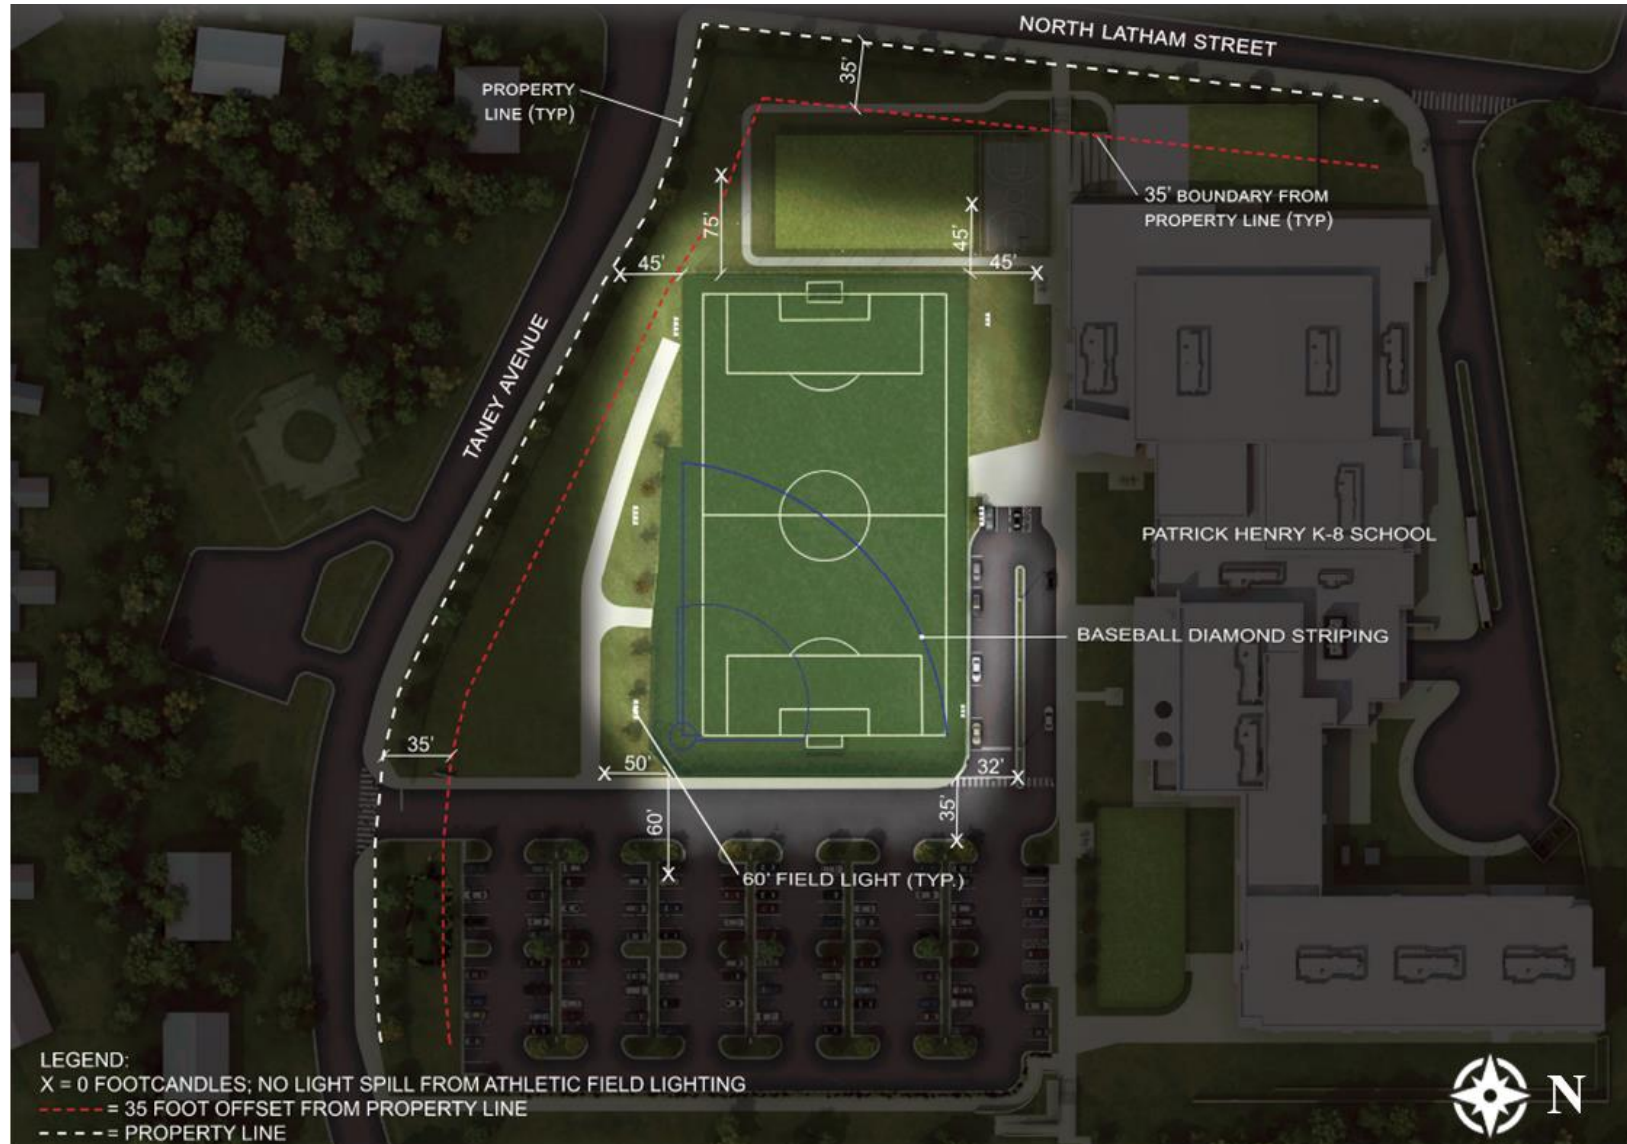 NORTH LATHAM STREET
35'
PROPERTY
LINE (TYP)
35' BOUNDARY FROM
PROPERTY LINE (TYP)
75'
45'
45'
45'
TANEY AVENUE
PATRICK HENRY K-8 SCHOOL
BASEBALL DIAMOND STRIPING
35'
50'
32'
60'
35'
60' FIELD LIGHT (TYP.)
LEGEND:
X = 0 FOOTCANDLES; NO LIGHT SPILL FROM ATHLETIC FIELD LIGHTING
= 35 FOOT OFFSET FROM PROPERTY LINE
= PROPERTY LINE
N